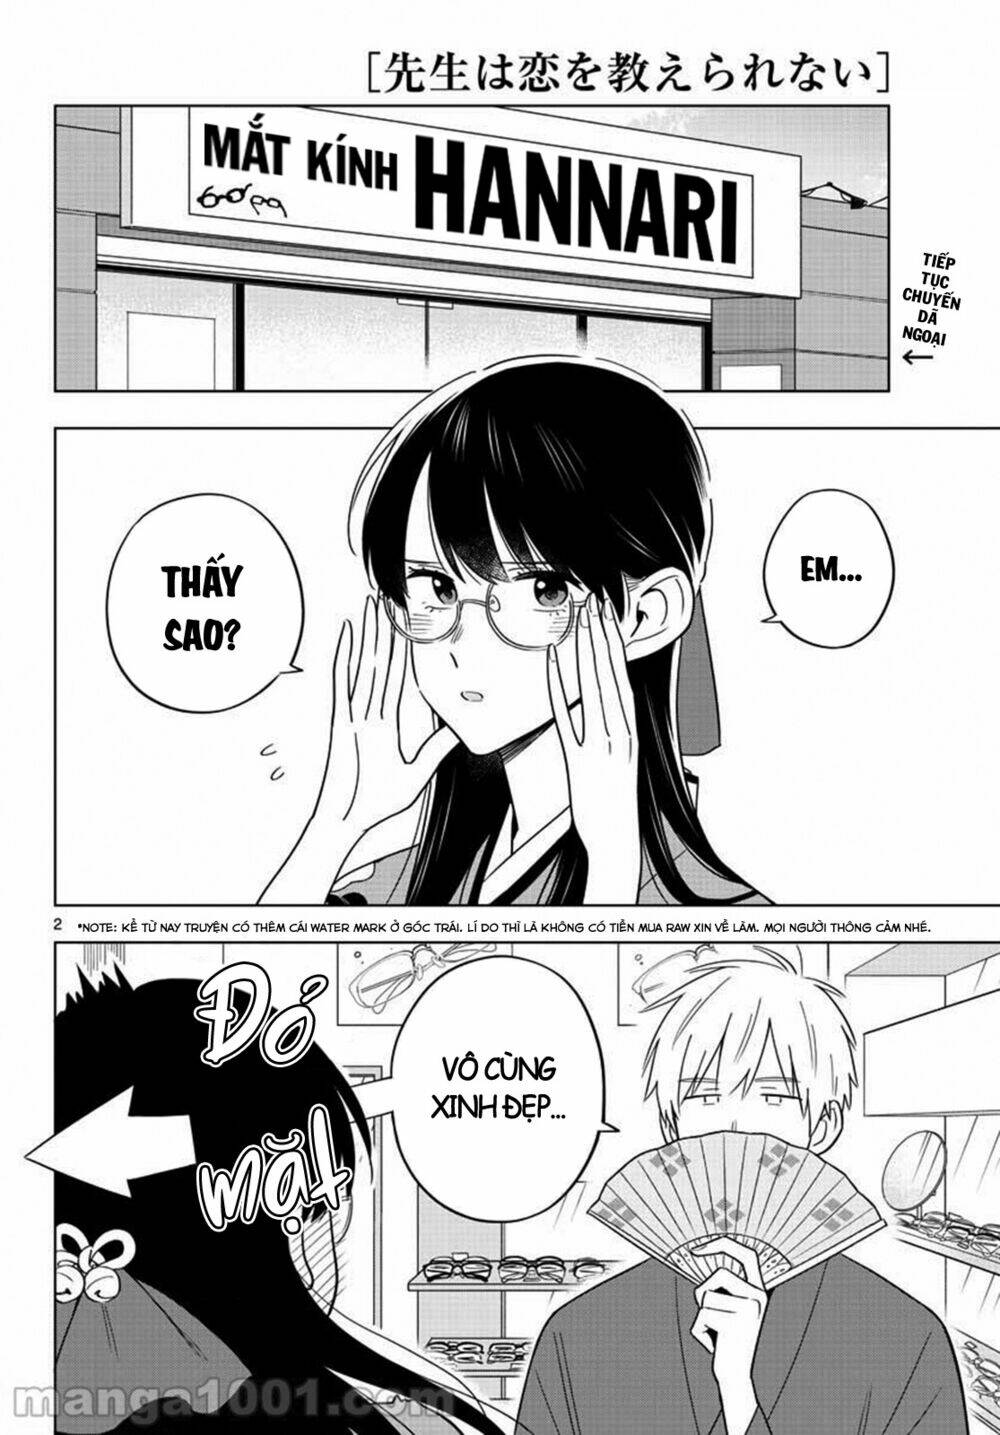 [先生は恋を教えられない]
MẮT KÍNH HANNARI
TIẾP
TỤC
CHUYẾN
DÃ
NGOẠI
←
EM...
THẤY
SAO?
2
*NOTE: KỂ TỪ NAY TRUYỆN CÓ THÊM CÁI WATER MARK Ở GÓC TRÁI. LÍ DO THÌ LÀ KHÔNG CÓ TIỀN MUA RAW XỊN VỀ LÀM. MỌI NGƯỜI THÔNG CẢM NHÉ.
VÔ CÙNG
XINH ĐẸP...
Đỏ
mặt
manga1001.com